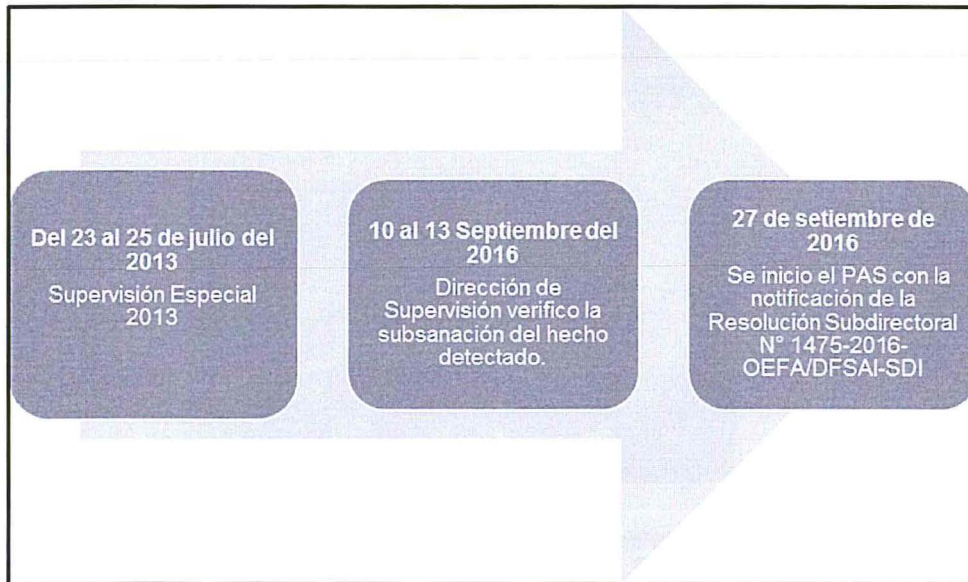 Del 23 al 25 de julio del
2013
Supervisión Especial
2013
10 al 13 Septiembre del
2016
Dirección de
Supervisión verifico la
subsanación del hecho
detectado.
27 de setiembre de
2016
Se inicio el PAS con la
notificación de la
Resolución Subdirectoral
N° 1475-2016-
OEFA/DFSAI-SDI